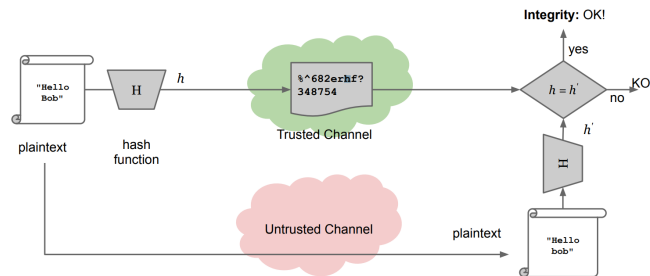 Integrity: OK!
yes
KO
no
h = h'
h'
H
"Hello
Bob"
H
h
%^682erhf?
348754
Trusted Channel
hash
function
plaintext
Untrusted Channel
plaintext
"Hello
bob"